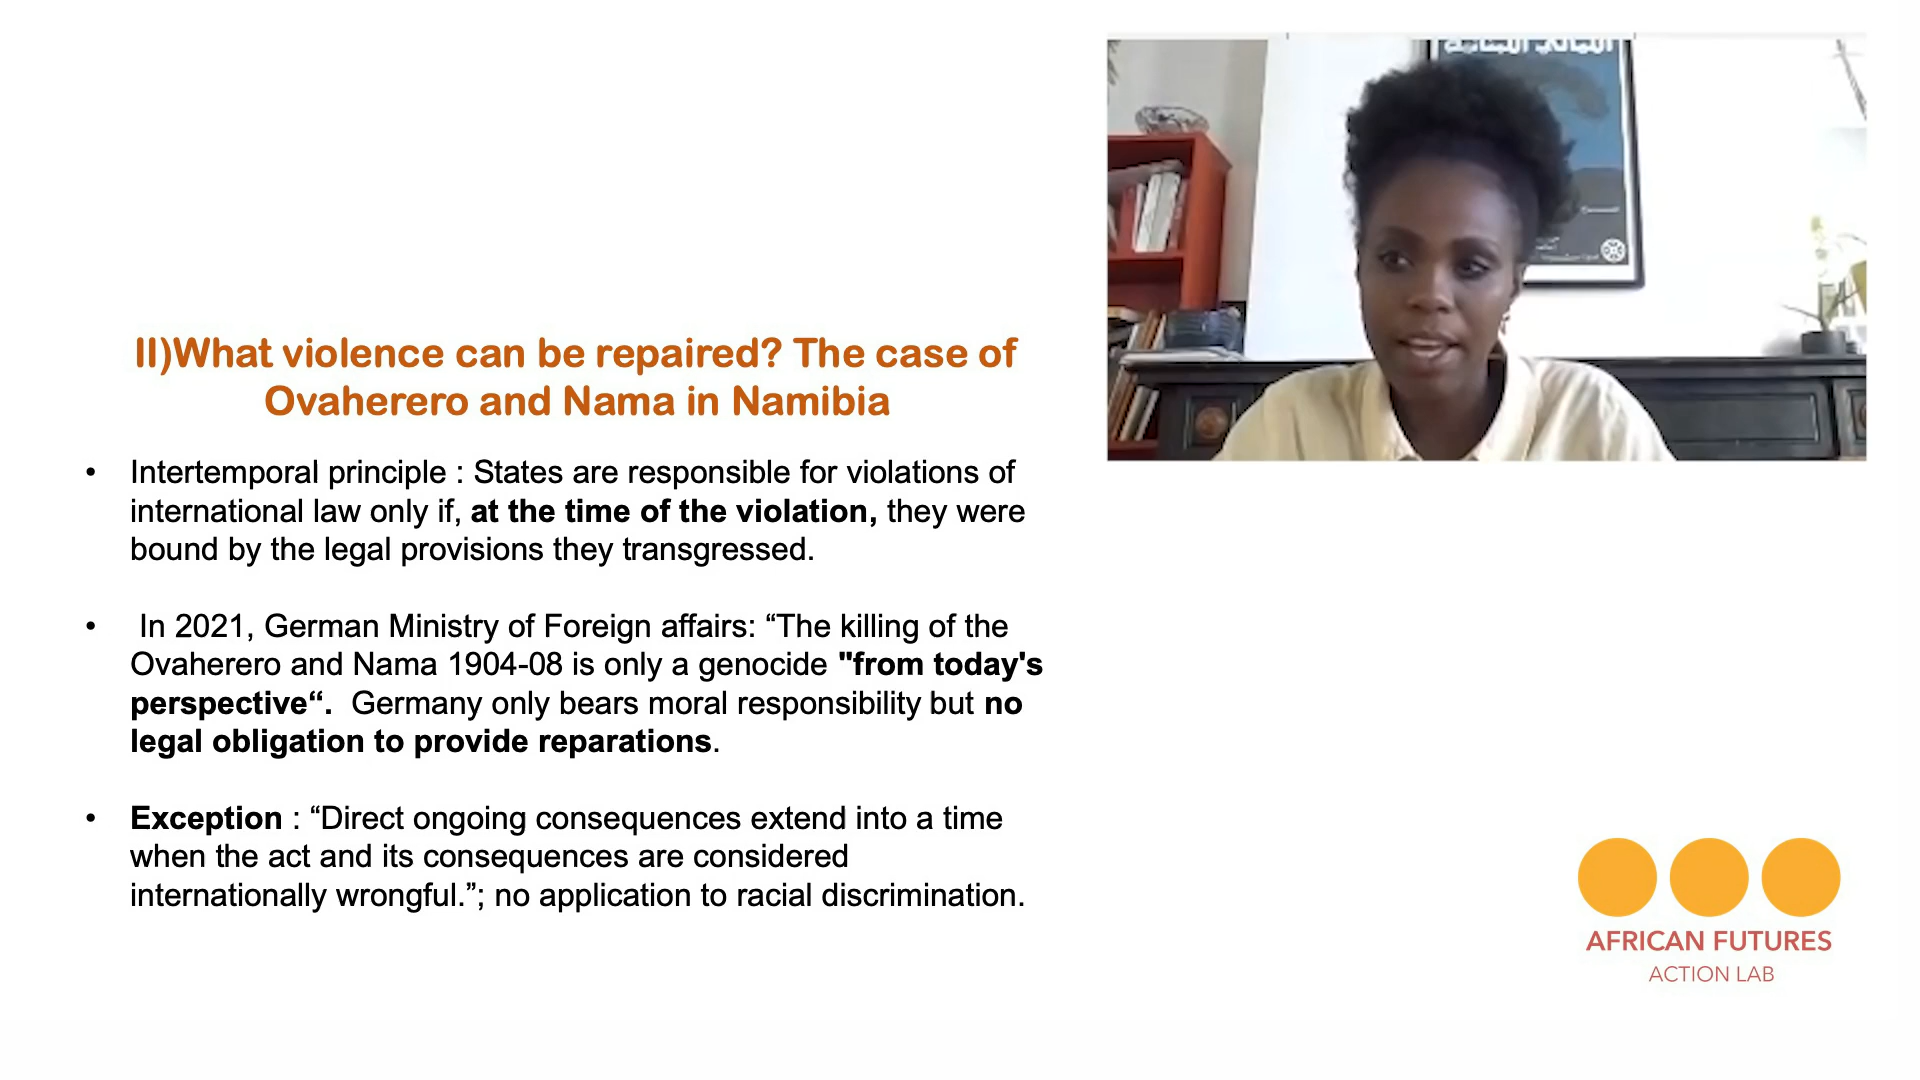 المباني اللبنانية
II)What violence can be repaired? The case of
Ovaherero and Nama in Namibia
• Intertemporal principle : States are responsible for violations of
international law only if, at the time of the violation, they were
bound by the legal provisions they transgressed.
• In 2021, German Ministry of Foreign affairs: “The killing of the
Ovaherero and Nama 1904-08 is only a genocide "from today's
perspective“. Germany only bears moral responsibility but no
legal obligation to provide reparations.
• Exception : “Direct ongoing consequences extend into a time
when the act and its consequences are considered
internationally wrongful.”; no application to racial discrimination.
AFRICAN FUTURES
ACTION LAB